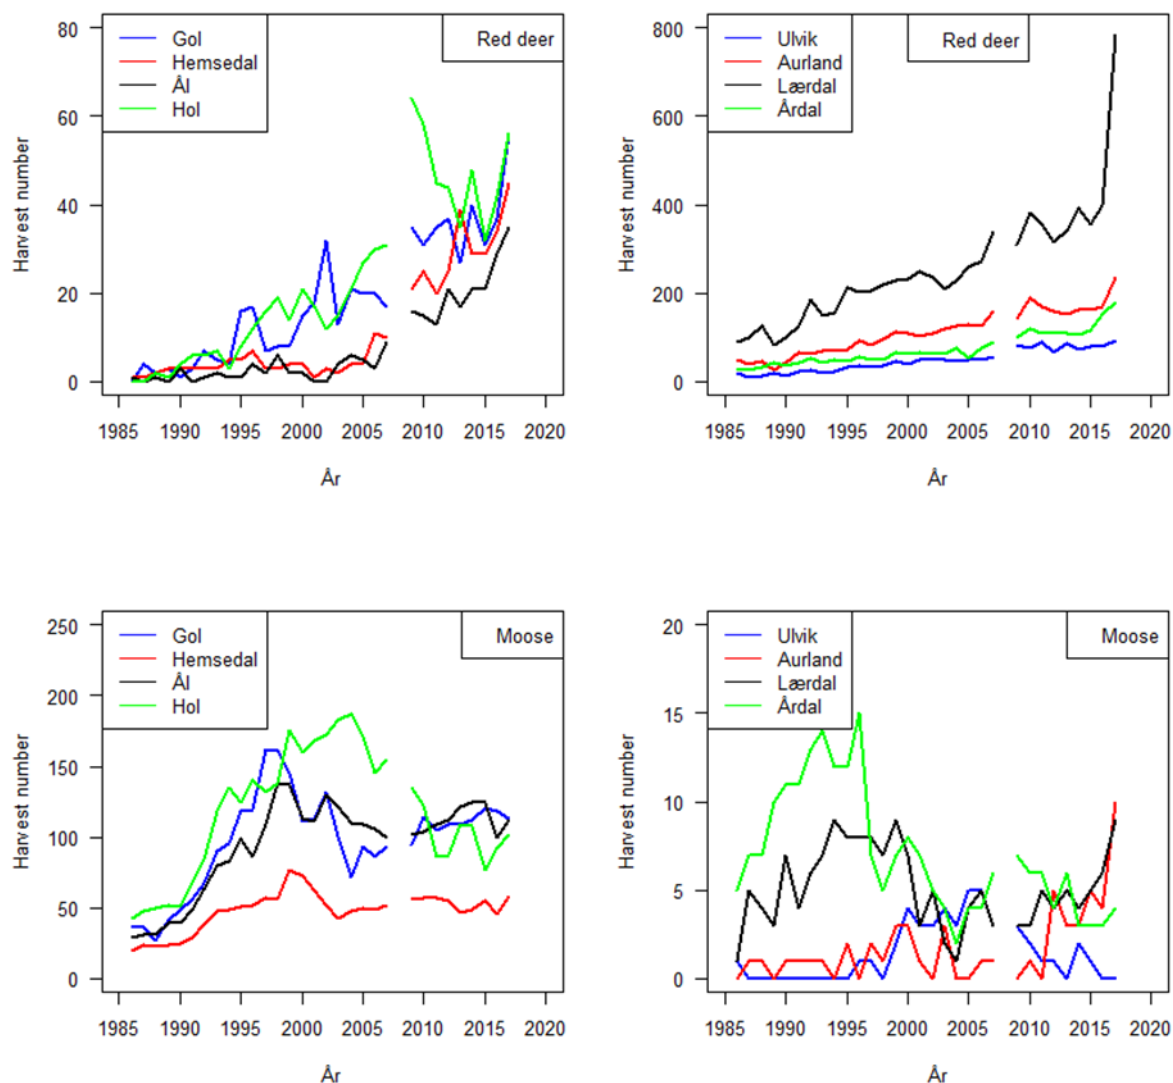 Gol
Hemsedal
Ål
Hol
Red deer
Harvest number
80
60
40
20
0
1985 1990 1995 2000 2005 2010 2015 2020
År
Ulvik
Aurland
Lærdal
Årdal
Red deer
Harvest number
800
600
400
200
0
1985 1990 1995 2000 2005 2010 2015 2020
År
Gol
Hemsedal
Ål
Hol
Moose
Harvest number
250
200
150
100
50
0
1985 1990 1995 2000 2005 2010 2015 2020
År
Ulvik
Aurland
Lærdal
Årdal
Moose
Harvest number
20
15
10
5
0
1985 1990 1995 2000 2005 2010 2015 2020
År